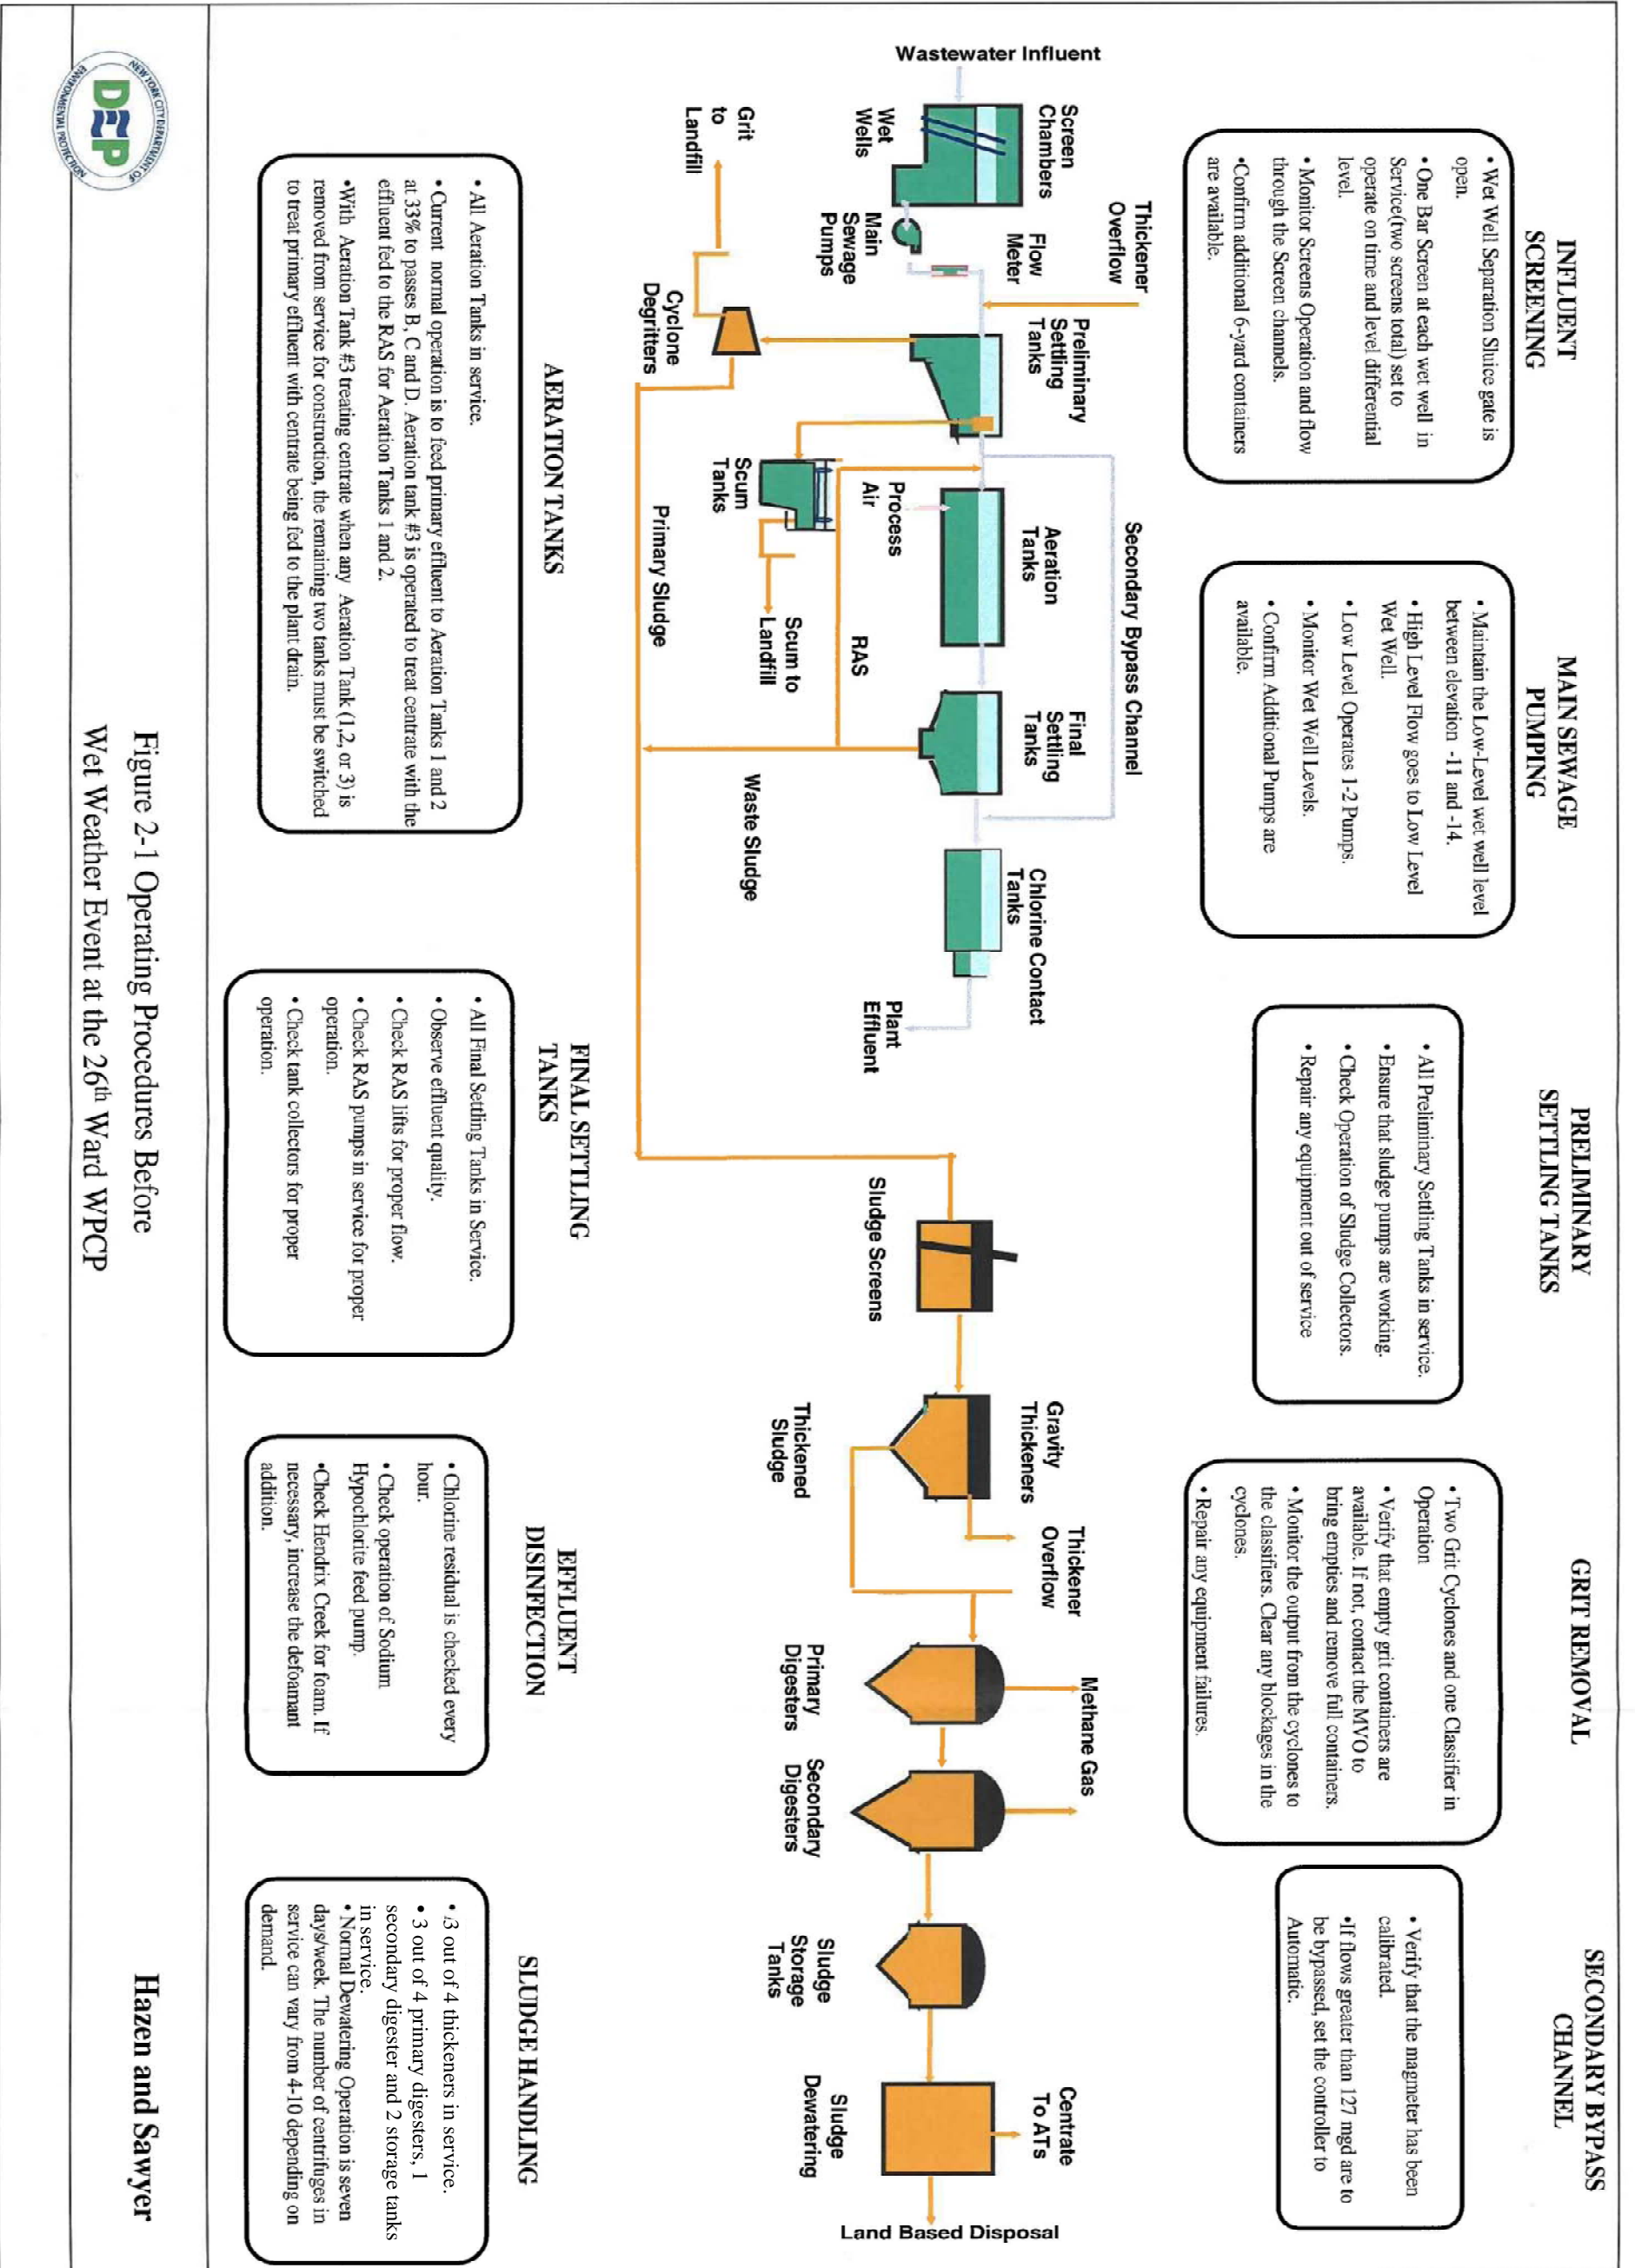 INFLUENT
SCREENING
• Wet Well Separation Sluice gate is
open.
• One Bar Screen at each wet well in
Service(two screens total) set to
operate on time and level differential
level.
• Monitor Screens Operation and flow
through the Screen channels.
•Confirm additional 6-yard containers
are available.
MAIN SEWAGE
PUMPING
• Maintain the Low-Level wet well level
between elevation -11 and -14.
• High Level Flow goes to Low Level
Wet Well.
• Low Level Operates 1-2 Pumps.
• Monitor Wet Well Levels.
• Confirm Additional Pumps are
available.
PRELIMINARY
SETTLING TANKS
• All Preliminary Settling Tanks in service.
• Ensure that sludge pumps are working.
• Check Operation of Sludge Collectors.
• Repair any equipment out of service
GRIT REMOVAL
• Two Grit Cyclones and one Classifier in
Operation
• Verify that empty grit containers are
available. If not, contact the MVO to
bring empties and remove full containers.
• Monitor the output from the cyclones to
the classifiers. Clear any blockages in the
cyclones.
• Repair any equipment failures.
SECONDARY BYPASS
CHANNEL
• Verify that the magmeter has been
calibrated.
•If flows greater than 127 mgd are to
be bypassed, set the controller to
Automatic.
Wastewater Influent
Screen
Chambers
Wet
Wells
Thickener
Overflow
Flow
Meter
Main
Sewage
Pumps
Grit
to
Landfill
Cyclone
Degritters
Preliminary
Settling
Tanks
Scum
Tanks
Process
Air
Aeration
Tanks
Secondary Bypass Channel
Primary Sludge
Scum to
Landfill
RAS
Final
Settling
Tanks
Waste Sludge
Chlorine Contact
Tanks
Plant
Effluent
Sludge Screens
Gravity
Thickeners
Thickened
Sludge
Thickener
Overflow
Primary
Digesters
Methane Gas
Secondary
Digesters
Sludge
Storage
Tanks
Centrate
To ATs
Sludge
Dewatering
Land Based Disposal
AERATION TANKS
• All Aeration Tanks in service.
• Current normal operation is to feed primary effluent to Aeration Tanks 1 and 2
at 33% to passes B, C and D. Aeration tank #3 is operated to treat centrate with the
effluent fed to the RAS for Aeration Tanks 1 and 2.
•With Aeration Tank #3 treating centrate when any Aeration Tank (1,2, or 3) is
removed from service for construction, the remaining two tanks must be switched
to treat primary effluent with centrate being fed to the plant drain.
FINAL SETTLING
TANKS
• All Final Settling Tanks in Service.
• Observe effluent quality.
• Check RAS lifts for proper flow.
• Check RAS pumps in service for proper
operation.
• Check tank collectors for proper
operation.
EFFLUENT
DISINFECTION
• Chlorine residual is checked every
hour.
• Check operation of Sodium
Hypochlorite feed pump.
•Check Hendrix Creek for foam. If
necessary, increase the defoamant
addition.
SLUDGE HANDLING
• 3 out of 4 thickeners in service.
• 3 out of 4 primary digesters, 1
secondary digester and 2 storage tanks
in service.
• Normal Dewatering Operation is seven
days/week. The number of centrifuges in
service can vary from 4-10 depending on
demand.
NEW YORK CITY DEPARTMENT OF
DEP
ENVIRONMENTAL PROTECTION
Figure 2-1 Operating Procedures Before
Wet Weather Event at the 26th Ward WPCP
Hazen and Sawyer